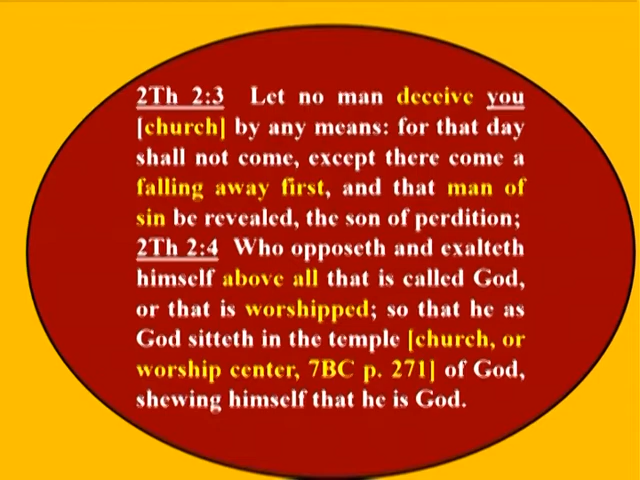 2Th 2:3 Let no man deceive you
[church] by any means: for that day
shall not come, except there come a
falling away first, and that man of
sin be revealed, the son of perdition;
2Th 2:4 Who opposeth and exalteth
himself above all that is called God,
or that is worshipped; so that he as
God sitteth in the temple [church, or
worship center, 7BC p. 271] of God,
shewing himself that he is God.